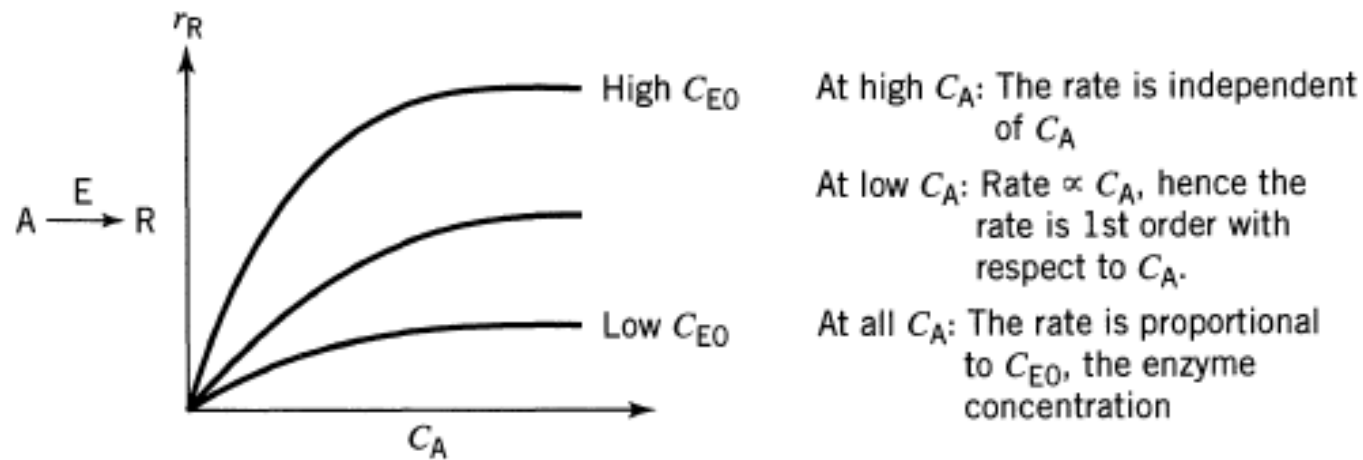 r_R
High C_E0
Low C_E0
A —E→ R
C_A
At high C_A: The rate is independent
of C_A
At low C_A: Rate ∝ C_A, hence the
rate is 1st order with
respect to C_A.
At all C_A: The rate is proportional
to C_E0, the enzyme
concentration